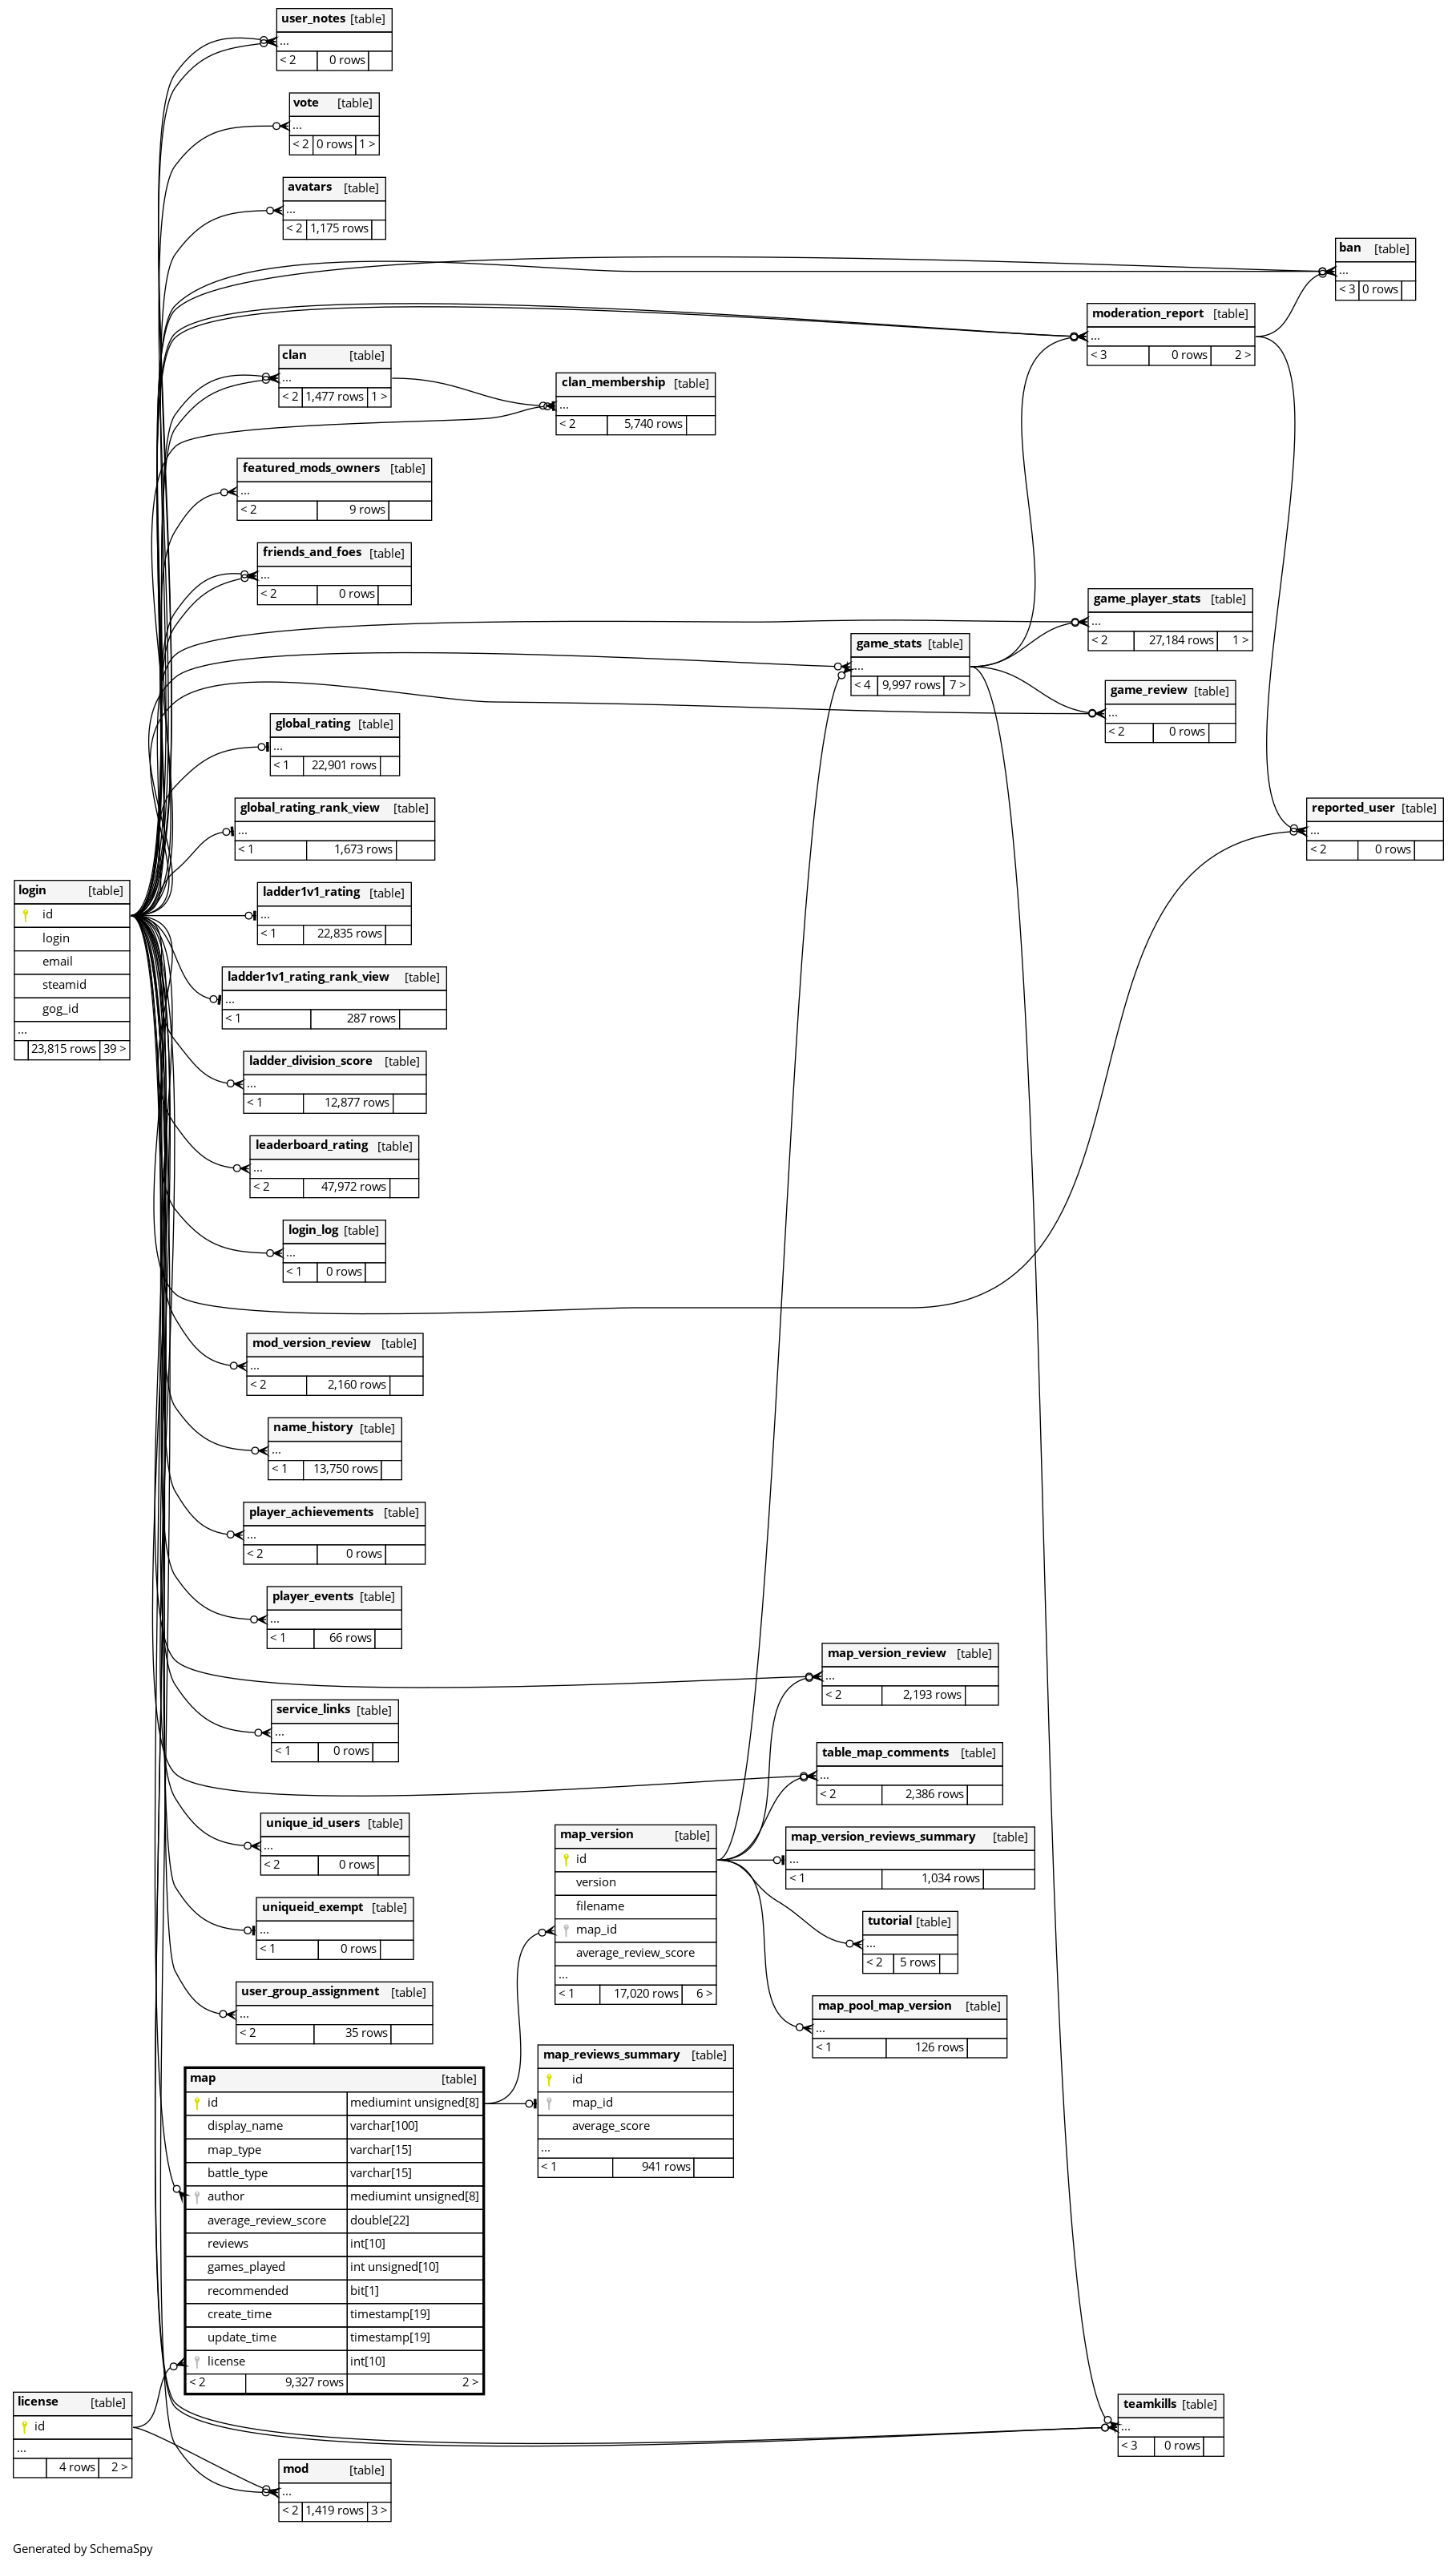 user_notes [table]
...
< 2 0 rows
vote [table]
...
< 2 0 rows 1 >
avatars [table]
...
< 2 1,175 rows
ban [table]
...
< 3 0 rows
moderation_report [table]
...
< 3 0 rows 2 >
clan [table]
...
< 2 1,477 rows 1 >
clan_membership [table]
...
< 2 5,740 rows
featured_mods_owners [table]
...
< 2 9 rows
friends_and_foes [table]
...
< 2 0 rows
game_player_stats [table]
...
< 2 27,184 rows 1 >
game_stats [table]
...
< 4 9,997 rows 7 >
game_review [table]
...
< 2 0 rows
global_rating [table]
...
< 1 22,901 rows
global_rating_rank_view [table]
...
< 1 1,673 rows
reported_user [table]
...
< 2 0 rows
login [table]
id
login
email
steamid
gog_id
...
23,815 rows 39 >
ladder1v1_rating [table]
...
< 1 22,835 rows
ladder1v1_rating_rank_view [table]
...
< 1 287 rows
ladder_division_score [table]
...
< 1 12,877 rows
leaderboard_rating [table]
...
< 2 47,972 rows
login_log [table]
...
< 1 0 rows
mod_version_review [table]
...
< 2 2,160 rows
name_history [table]
...
< 1 13,750 rows
player_achievements [table]
...
< 2 0 rows
player_events [table]
...
< 1 66 rows
map_version_review [table]
...
< 2 2,193 rows
service_links [table]
...
< 1 0 rows
table_map_comments [table]
...
< 2 2,386 rows
unique_id_users [table]
...
< 2 0 rows
map_version [table]
id
version
filename
map_id
average_review_score
...
< 1 17,020 rows 6 >
map_version_reviews_summary [table]
...
< 1 1,034 rows
uniqueid_exempt [table]
...
< 1 0 rows
tutorial [table]
...
< 2 5 rows
user_group_assignment [table]
...
< 2 35 rows
map_pool_map_version [table]
...
< 1 126 rows
map_reviews_summary [table]
id
map_id
average_score
...
< 1 941 rows
map [table]
id mediumint unsigned[8]
display_name varchar[100]
map_type varchar[15]
battle_type varchar[15]
author mediumint unsigned[8]
average_review_score double[22]
reviews int[10]
games_played int unsigned[10]
recommended bit[1]
create_time timestamp[19]
update_time timestamp[19]
license int[10]
< 2 9,327 rows 2 >
license [table]
id
...
4 rows 2 >
teamkills [table]
...
< 3 0 rows
mod [table]
...
< 2 1,419 rows 3 >
Generated by SchemaSpy